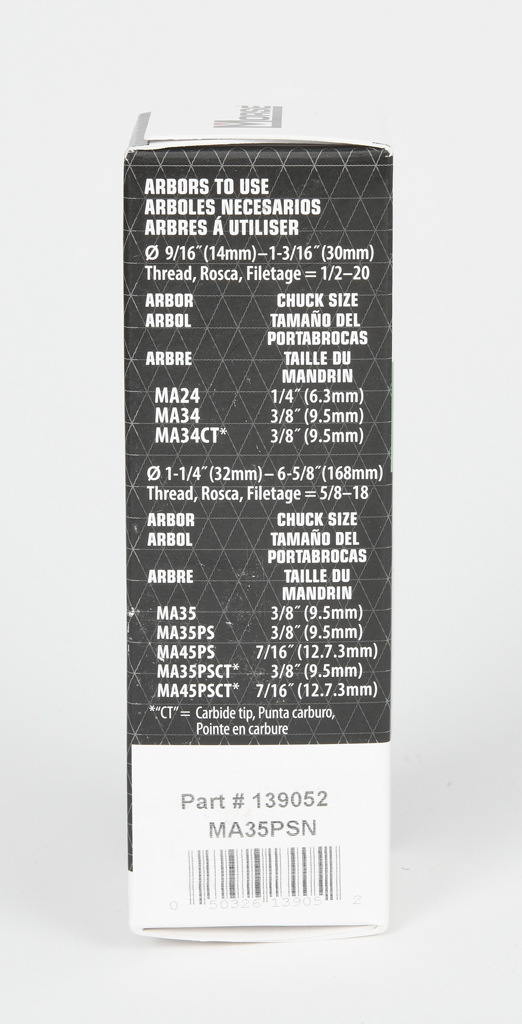 MORSE
ARBORS TO USE
ARBOLES NECESARIOS
ARBRES Á UTILISER
Ø 9/16″(14mm)–1-3/16″(30mm)
Thread, Rosca, Filetage = 1/2–20
ARBOR CHUCK SIZE
ARBOL TAMAÑO DEL
PORTABROCAS
ARBRE TAILLE DU
MANDRIN
MA24 1/4″ (6.3mm)
MA34 3/8″ (9.5mm)
MA34CT* 3/8″ (9.5mm)
Ø 1-1/4″(32mm)–6-5/8″(168mm)
Thread, Rosca, Filetage = 5/8–18
ARBOR CHUCK SIZE
ARBOL TAMAÑO DEL
PORTABROCAS
ARBRE TAILLE DU
MANDRIN
MA35 3/8″ (9.5mm)
MA35PS 3/8″ (9.5mm)
MA45PS 7/16″ (12.7.3mm)
MA35PSCT* 3/8″ (9.5mm)
MA45PSCT* 7/16″ (12.7.3mm)
*"CT" = Carbide tip, Punta carburo,
Pointe en carbure
Part # 139052
MA35PSN
0 50326 13905 2